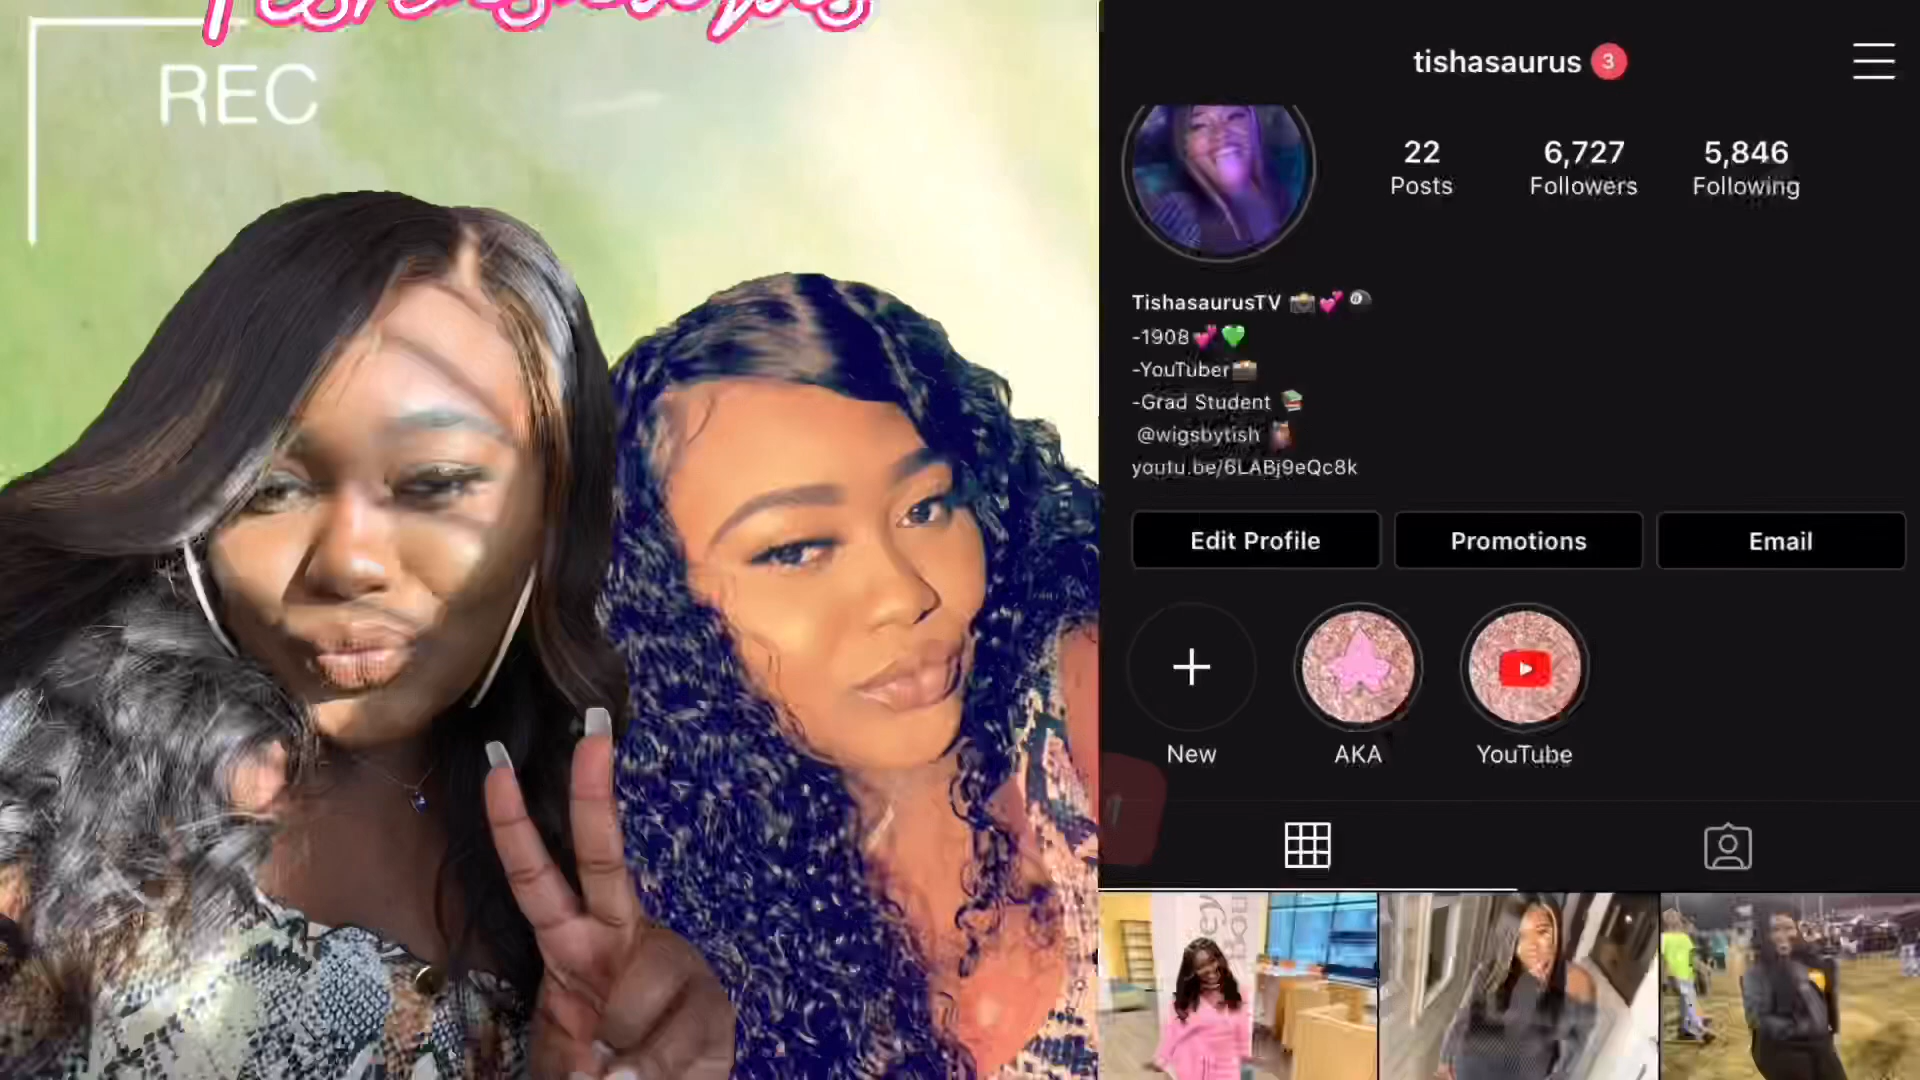 REC
tishasaurus 3
22 6,727 5,846
Posts Followers Following
TishasaurusTV 📸💕🎱
-1908💕💚
-YouTuber📸
-Grad Student 📚
@wigsbytish
youtu.be/6LABj9eQc8k
Edit Profile Promotions Email
New AKA YouTube